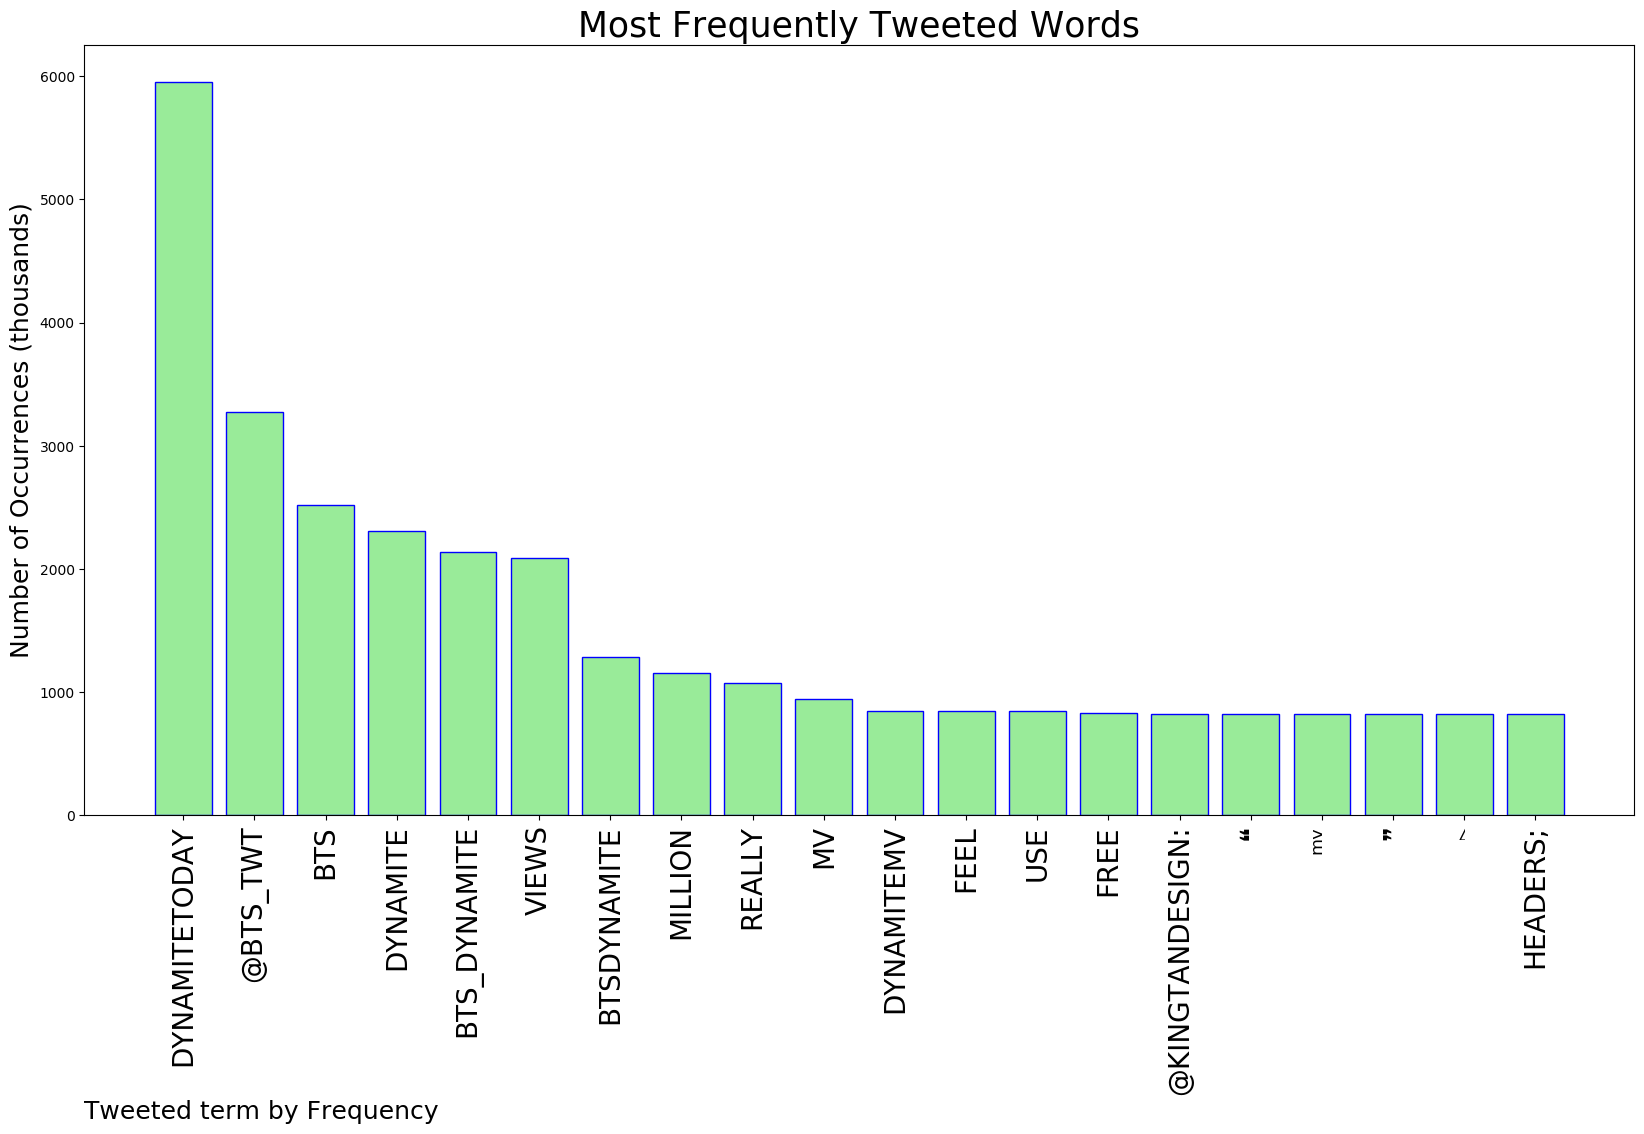 Most Frequently Tweeted Words
Number of Occurrences (thousands)
6000
5000
4000
3000
2000
1000
0
DYNAMITETODAY
@BTS_TWT
BTS
DYNAMITE
BTS_DYNAMITE
VIEWS
BTSDYNAMITE
MILLION
REALLY
MV
DYNAMITEMV
FEEL
USE
FREE
@KINGTANDESIGN:
❝
ᵐᵛ
❞
HEADERS;
Tweeted term by Frequency